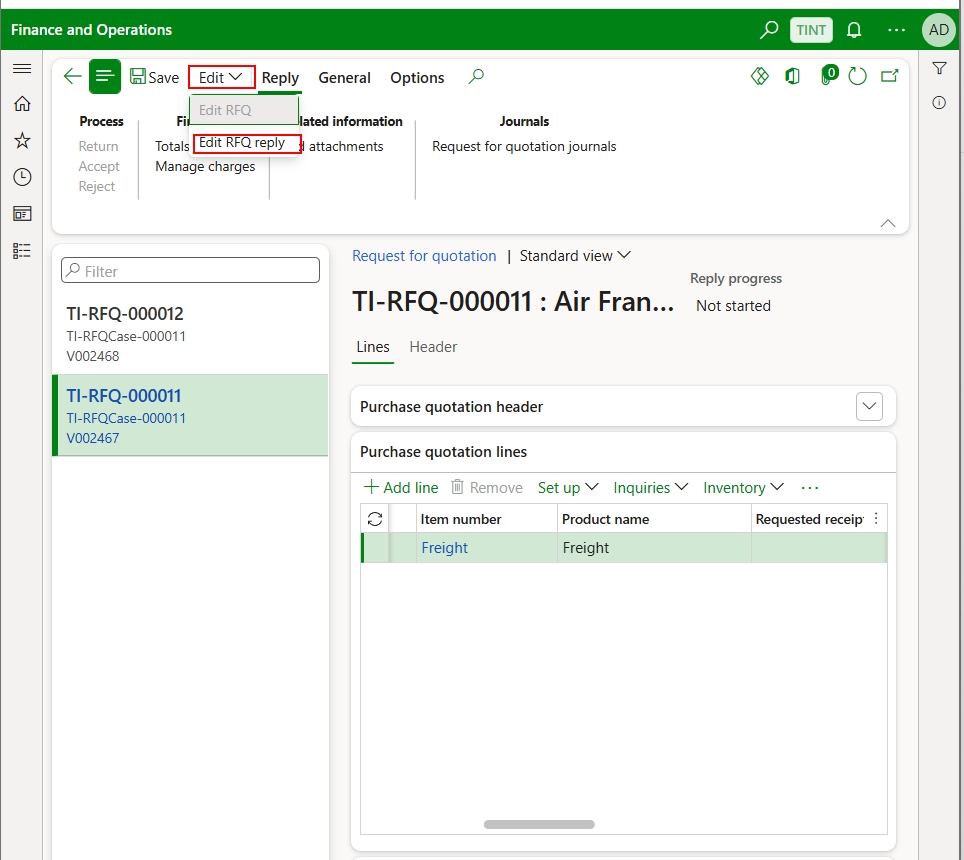 Finance and Operations
TINT
AD
Save
Edit
Reply
General
Options
0
Edit RFQ
Edit RFQ reply
Process
Return
Accept
Reject
Fi
Totals
Manage charges
lated information
d attachments
Journals
Request for quotation journals
Filter
TI-RFQ-000012
TI-RFQCase-000011
V002468
TI-RFQ-000011
TI-RFQCase-000011
V002467
Request for quotation | Standard view
TI-RFQ-000011 : Air Fran...
Reply progress
Not started
Lines Header
Purchase quotation header
Purchase quotation lines
Add line Remove Set up Inquiries Inventory ...
Item number Product name Requested receip
Freight Freight